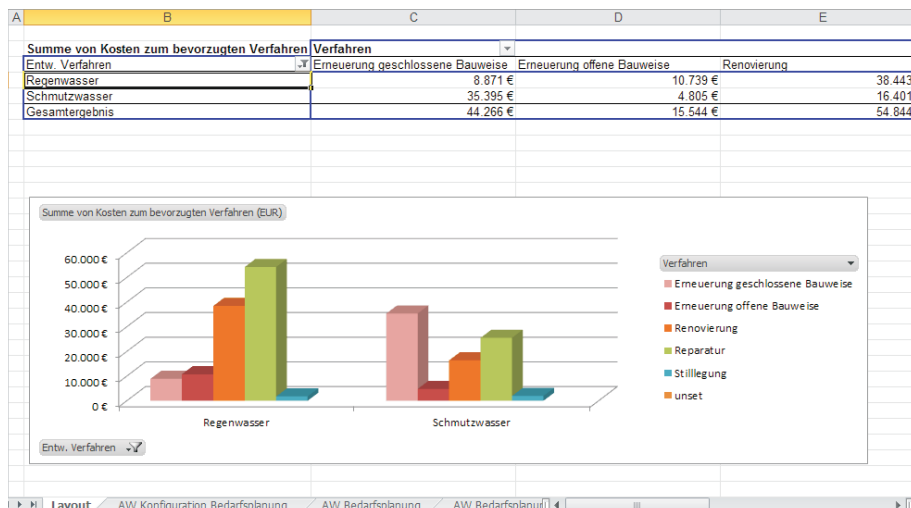 A B C D E
Summe von Kosten zum bevorzugten Verfahren Verfahren
Entw. Verfahren Erneuerung geschlossene Bauweise Erneuerung offene Bauweise Renovierung
Regenwasser 8.871 € 10.739 € 38.443
Schmutzwasser 35.395 € 4.805 € 16.401
Gesamtergebnis 44.266 € 15.544 € 54.844
Summe von Kosten zum bevorzugten Verfahren (EUR)
60.000 €
50.000 €
40.000 €
30.000 €
20.000 €
10.000 €
0 €
Regenwasser Schmutzwasser
Verfahren
Erneuerung geschlossene Bauweise
Erneuerung offene Bauweise
Renovierung
Reparatur
Stilllegung
unset
Entw. Verfahren
Layout AW Konfiguration Bedarfsplanung AW Bedarfsplanung AW